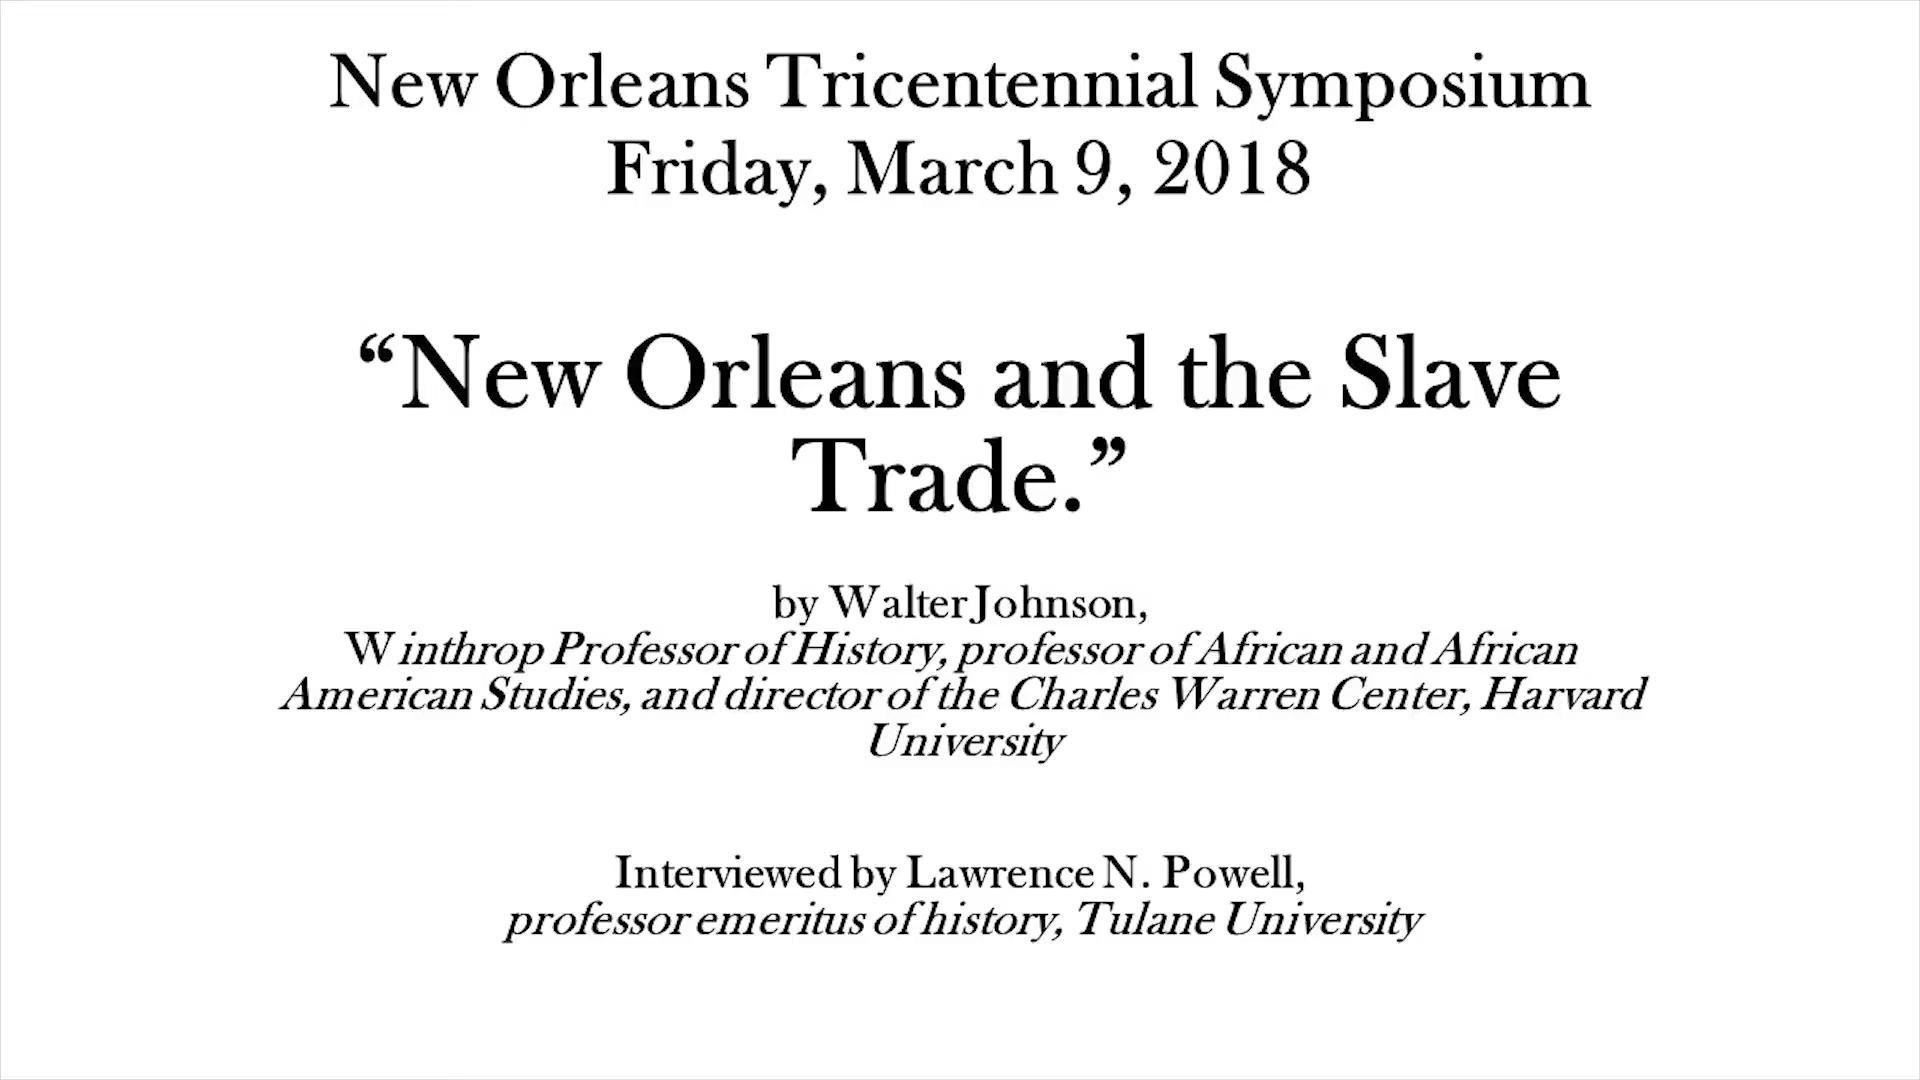 New Orleans Tricentennial Symposium
Friday, March 9, 2018
“New Orleans and the Slave
Trade.”
by Walter Johnson,
Winthrop Professor of History, professor of African and African
American Studies, and director of the Charles Warren Center, Harvard
University
Interviewed by Lawrence N. Powell,
professor emeritus of history, Tulane University